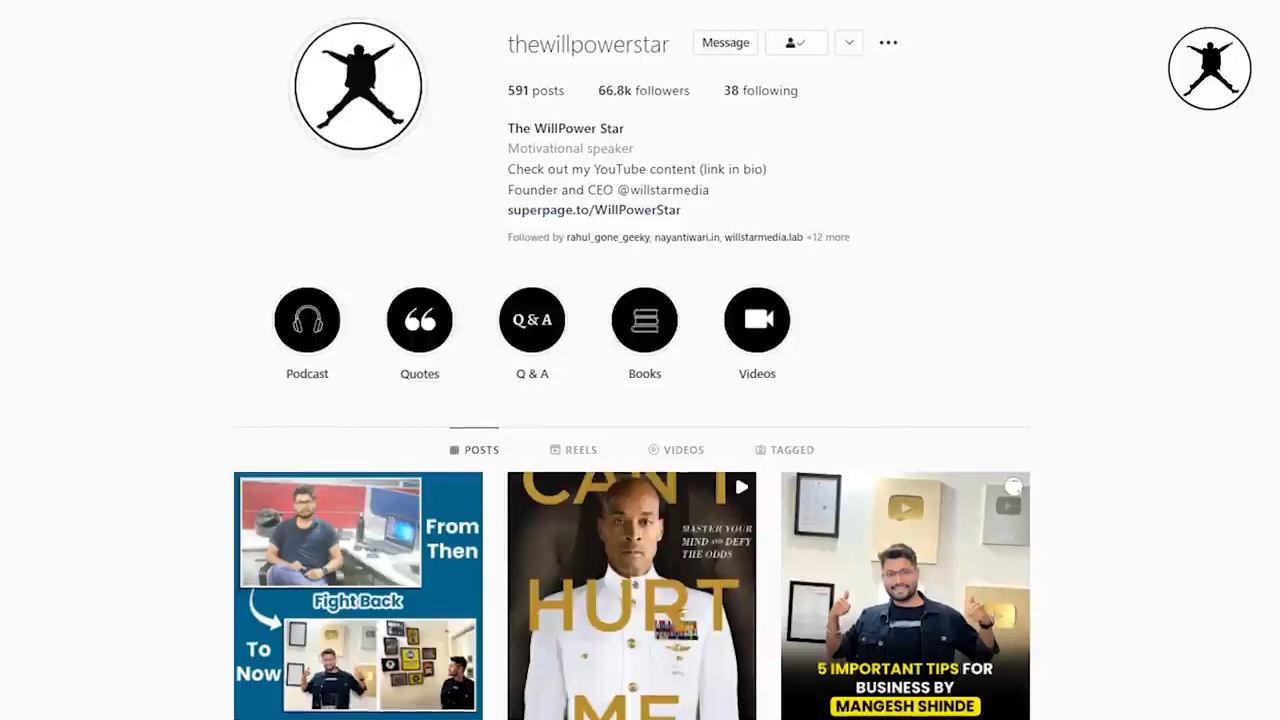 thewillpowerstar Message
591 posts 66.8k followers 38 following
The WillPower Star
Motivational speaker
Check out my YouTube content (link in bio)
Founder and CEO @willstarmedia
superpage.to/WillPowerStar
Followed by rahul_gone_geeky, nayantiwari.in, willstarmedia.lab +12 more
Q & A
Podcast Quotes Q & A Books Videos
POSTS REELS VIDEOS TAGGED
From
Then
Fight Back
To
Now
CAN'T
MASTER YOUR
MIND AND DEFY
THE ODDS
HURT
ME
5 IMPORTANT TIPS FOR
BUSINESS BY
MANGESH SHINDE